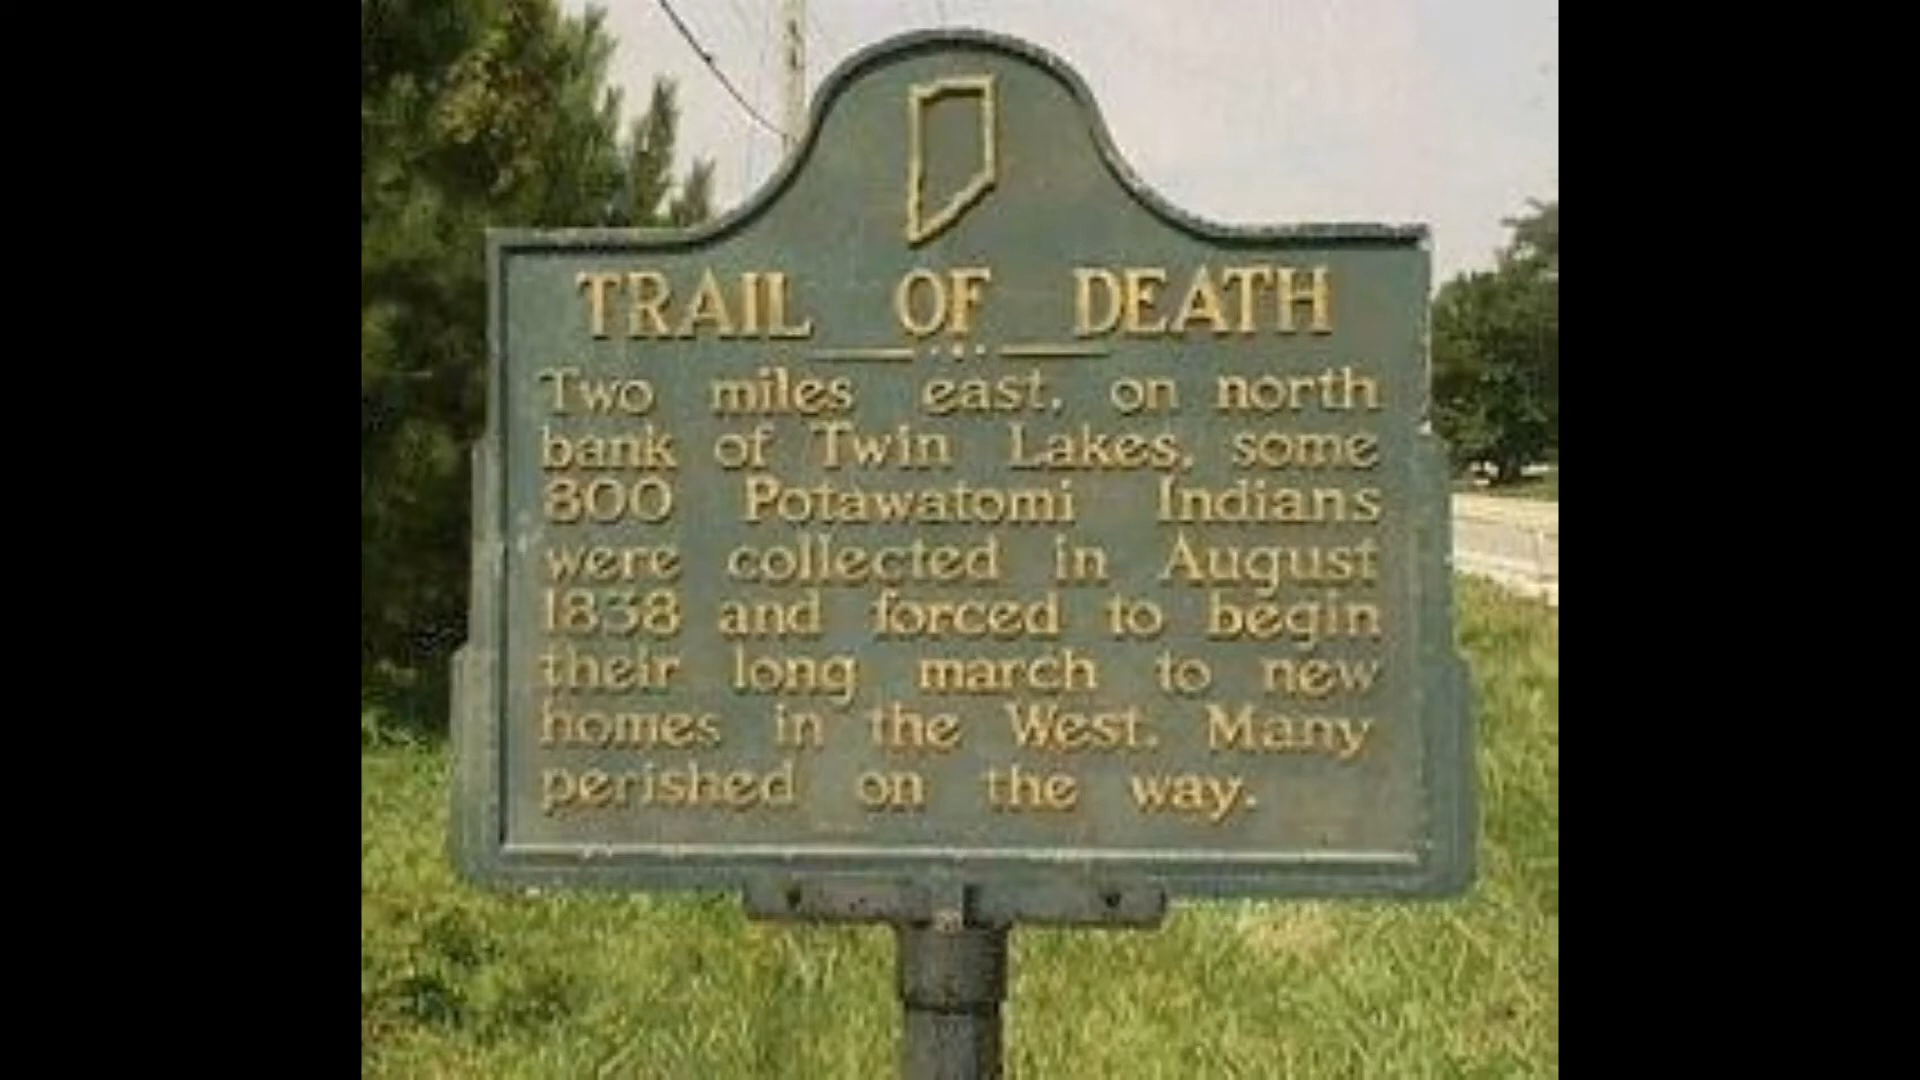 TRAIL OF DEATH
Two miles east, on north
bank of Twin Lakes, some
800 Potawatomi Indians
were collected in August
1838 and forced to begin
their long march to new
homes in the West. Many
perished on the way.